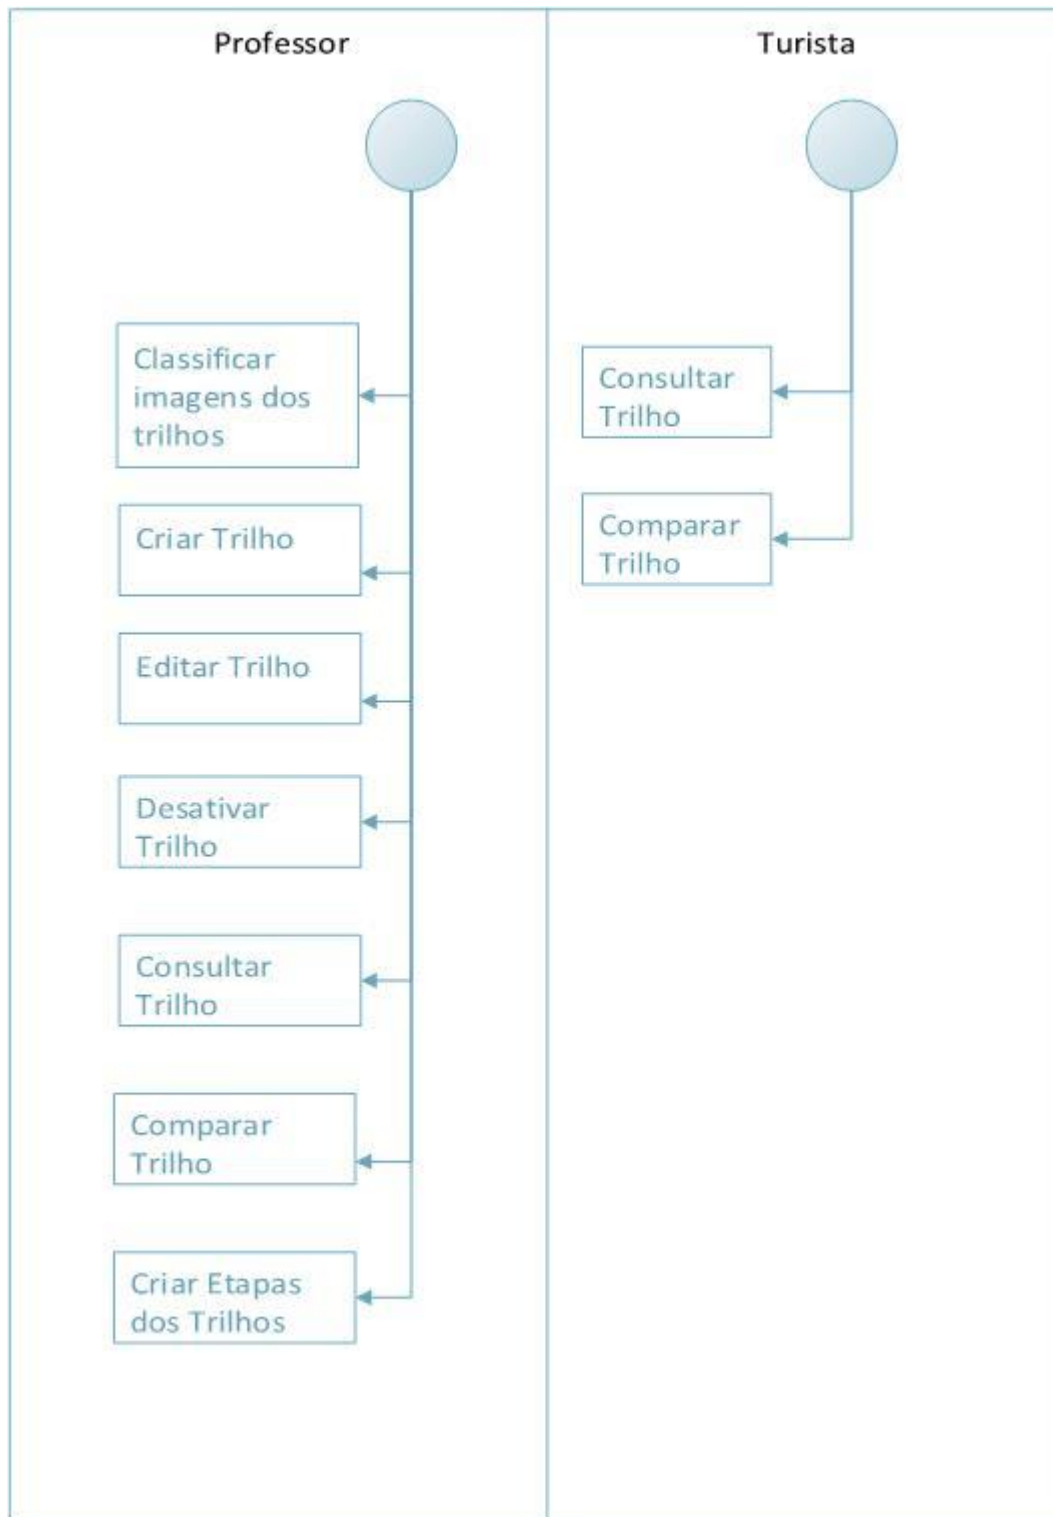 Professor
Classificar
imagens dos
trilhos
Criar Trilho
Editar Trilho
Desativar
Trilho
Consultar
Trilho
Comparar
Trilho
Criar Etapas
dos Trilhos
Turista
Consultar
Trilho
Comparar
Trilho